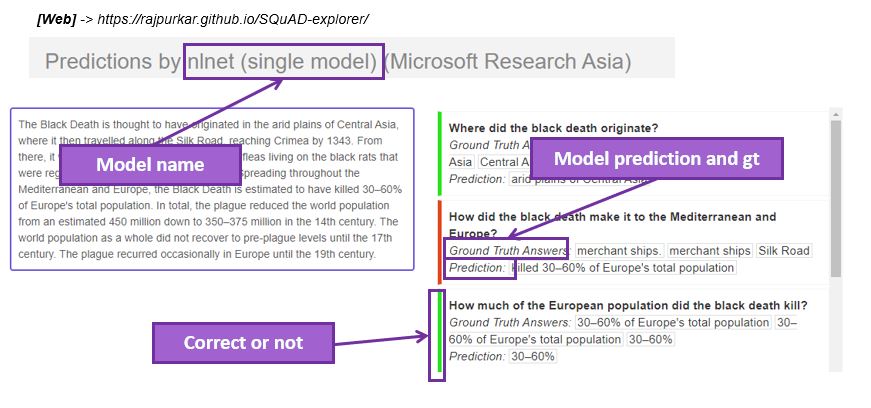 [Web] -> https://rajpurkar.github.io/SQuAD-explorer/
Predictions by nlnet (single model) (Microsoft Research Asia)
The Black Death is thought to have originated in the arid plains of Central Asia,
where it then travelled along the Silk Road, reaching Crimea by 1343. From
there, it
fleas living on the black rats that
were
spreading throughout the
Mediterranean and Europe, the Black Death is estimated to have killed 30–60%
of Europe's total population. In total, the plague reduced the world population
from an estimated 450 million down to 350–375 million in the 14th century. The
world population as a whole did not recover to pre-plague levels until the 17th
century. The plague recurred occasionally in Europe until the 19th century.
Model name
Where did the black death originate?
Ground Truth
Asia Central
Prediction: arid plains of Central Asia
Model prediction and gt
How did the black death make it to the Mediterranean and
Europe?
Ground Truth Answers: merchant ships. merchant ships Silk Road
Prediction: killed 30–60% of Europe's total population
How much of the European population did the black death kill?
Ground Truth Answers: 30–60% of Europe's total population 30–
60% of Europe's total population 30–60%
Prediction: 30–60%
Correct or not